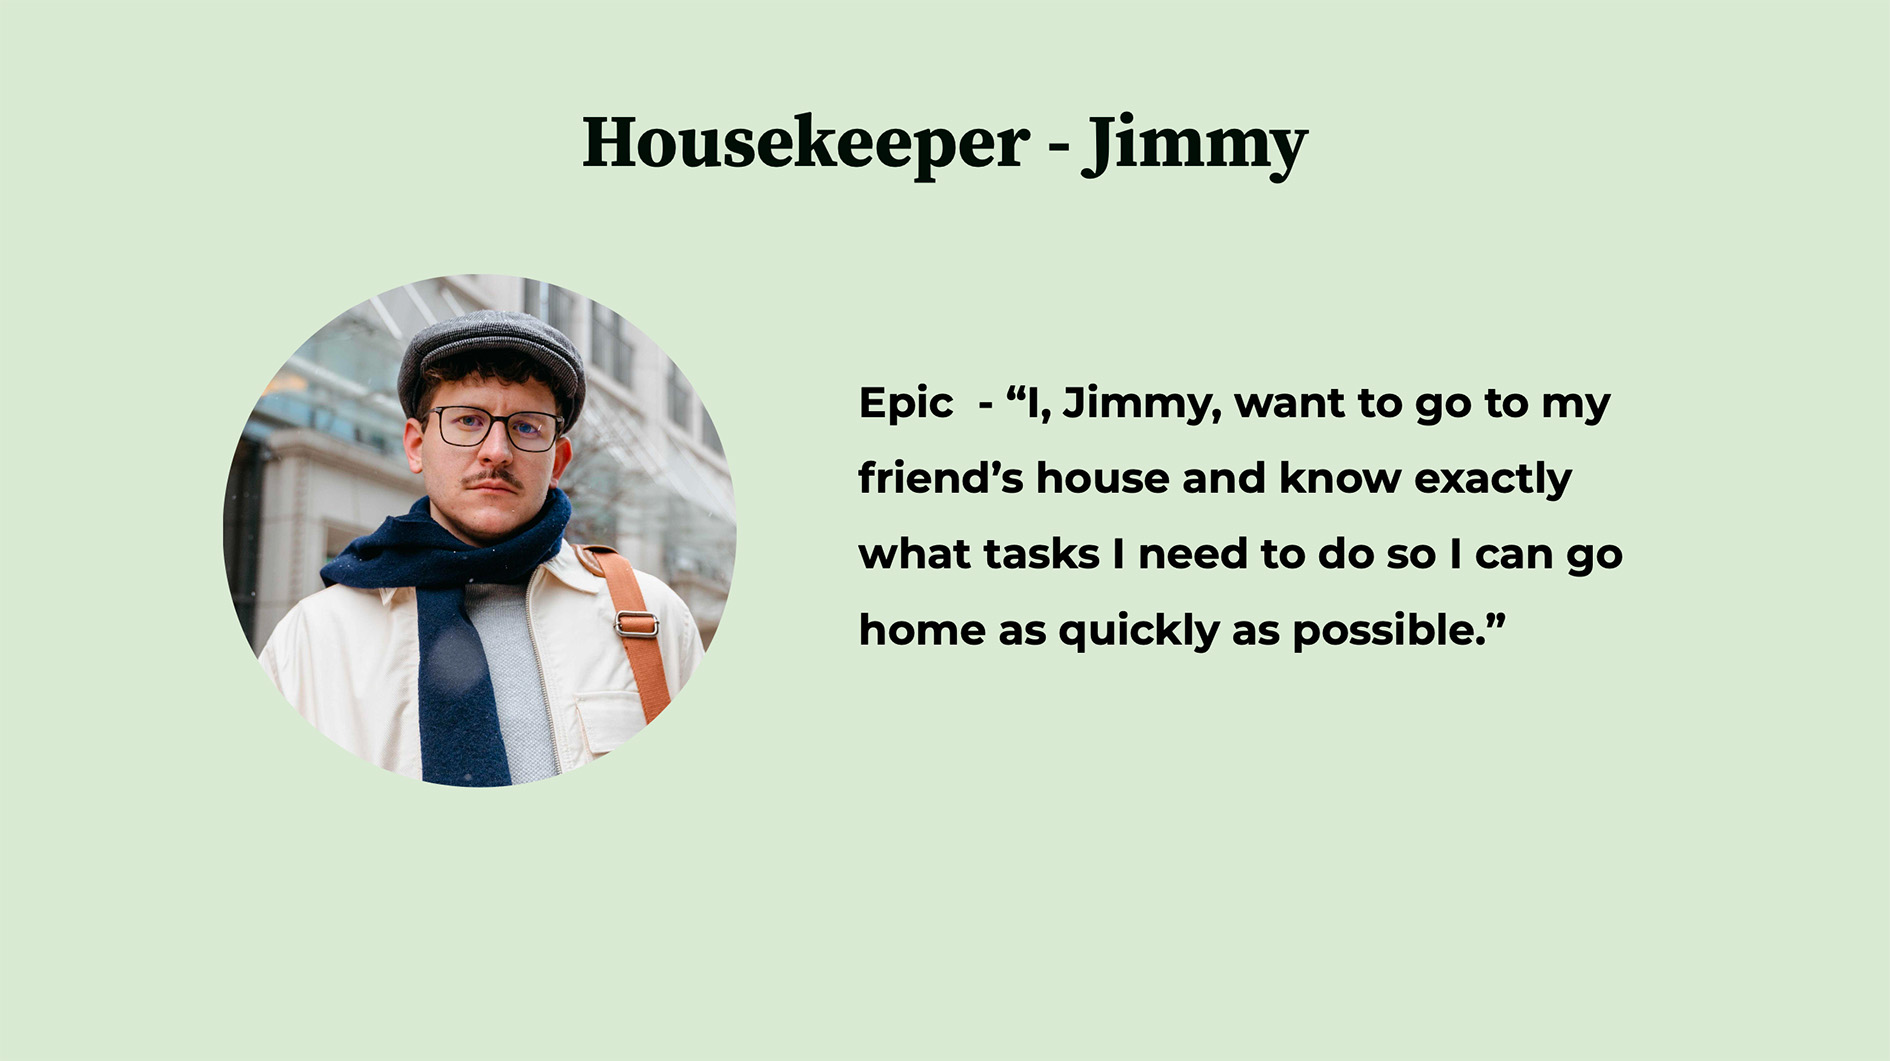 Housekeeper - Jimmy
Epic  - “I, Jimmy, want to go to my
friend’s house and know exactly
what tasks I need to do so I can go
home as quickly as possible.”